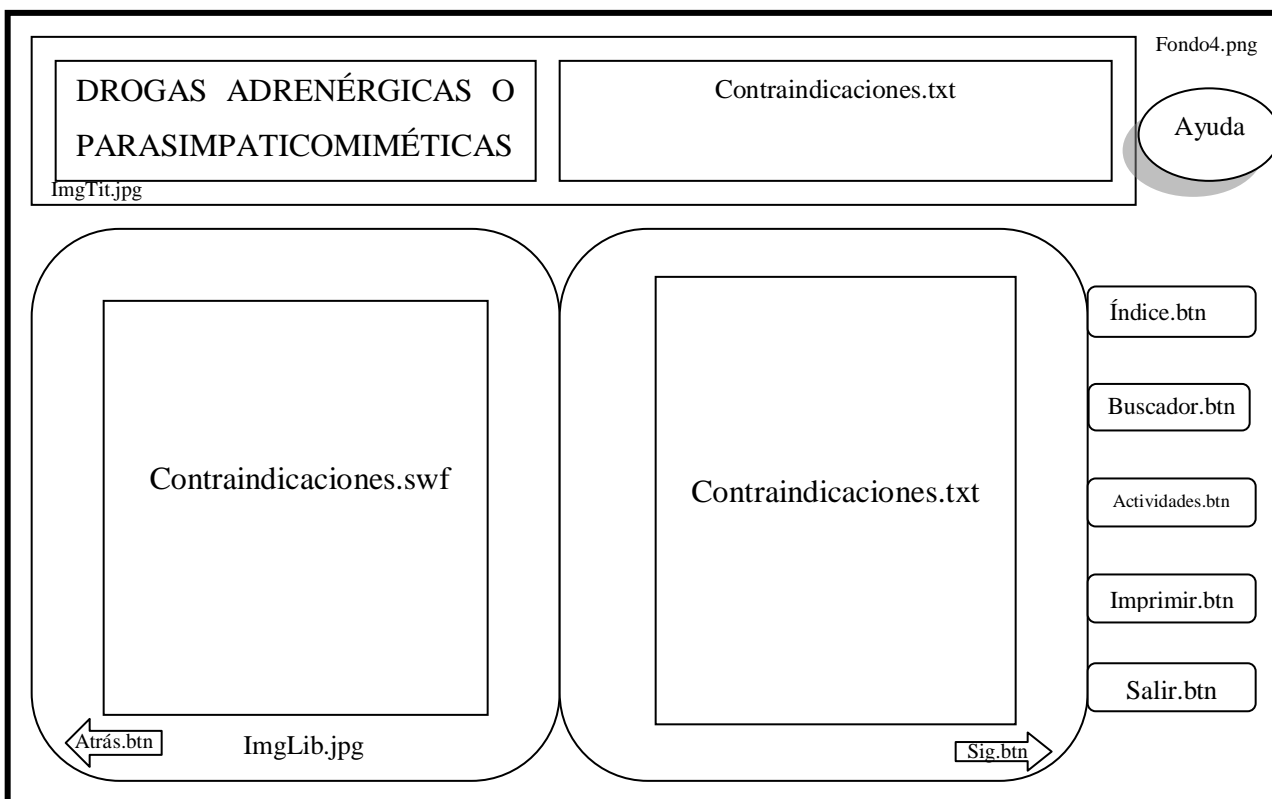 Fondo4.png
DROGAS ADRENÉRGICAS O
PARASIMPATICOMIMÉTICAS
Contraindicaciones.txt
Ayuda
ImgTit.jpg
Contraindicaciones.swf
Contraindicaciones.txt
Índice.btn
Buscador.btn
Actividades.btn
Imprimir.btn
Salir.btn
Atrás.btn
ImgLib.jpg
Sig.btn